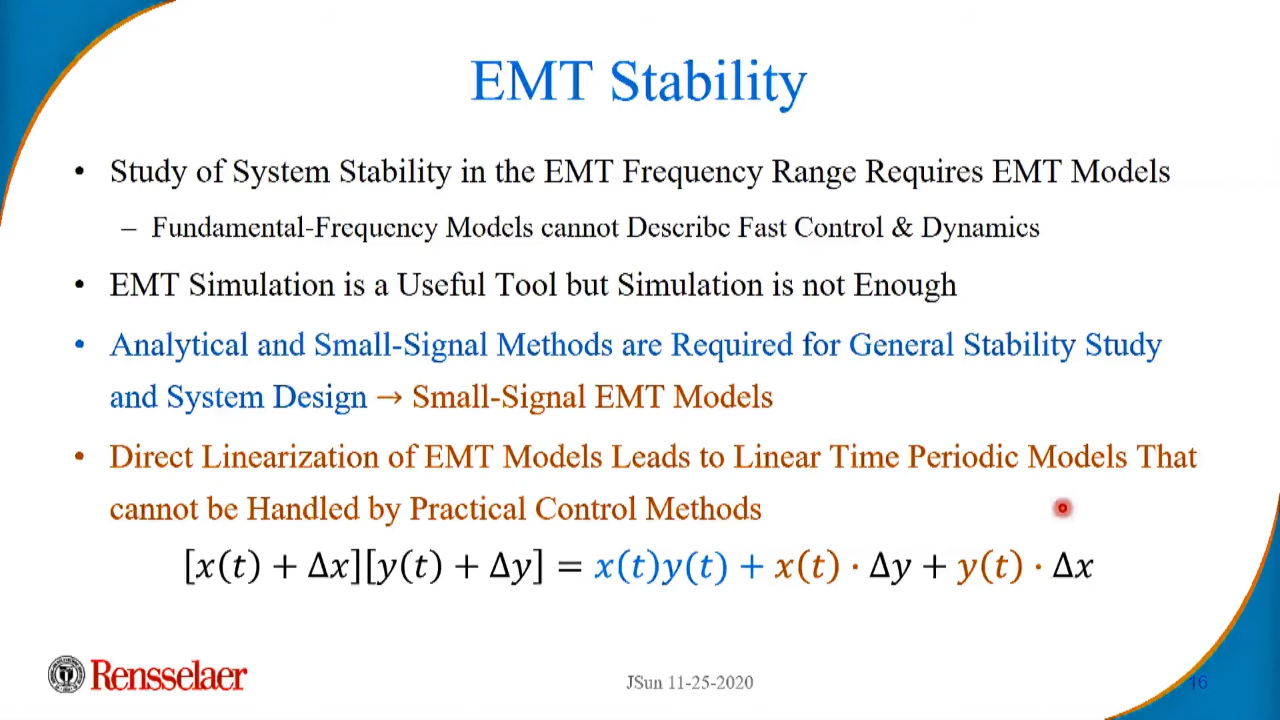 EMT Stability
• Study of System Stability in the EMT Frequency Range Requires EMT Models
– Fundamental-Frequency Models cannot Describe Fast Control & Dynamics
• EMT Simulation is a Useful Tool but Simulation is not Enough
• Analytical and Small-Signal Methods are Required for General Stability Study
and System Design → Small-Signal EMT Models
• Direct Linearization of EMT Models Leads to Linear Time Periodic Models That
cannot be Handled by Practical Control Methods
[x(t) + Δx][y(t) + Δy] = x(t)y(t) + x(t) · Δy + y(t) · Δx
Rensselaer
JSun 11-25-2020
16